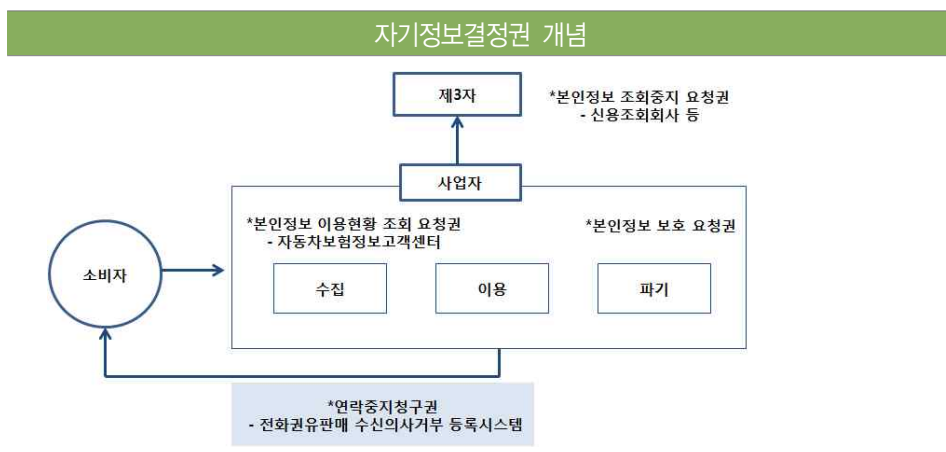 자기정보결정권 개념
제3자
*본인정보 조회중지 요청권
- 신용조회회사 등
사업자
*본인정보 이용현황 조회 요청권
- 자동차보험정보고객센터
*본인정보 보호 요청권
소비자
수집
이용
파기
*연락중지청구권
- 전화권유판매 수신의사거부 등록시스템